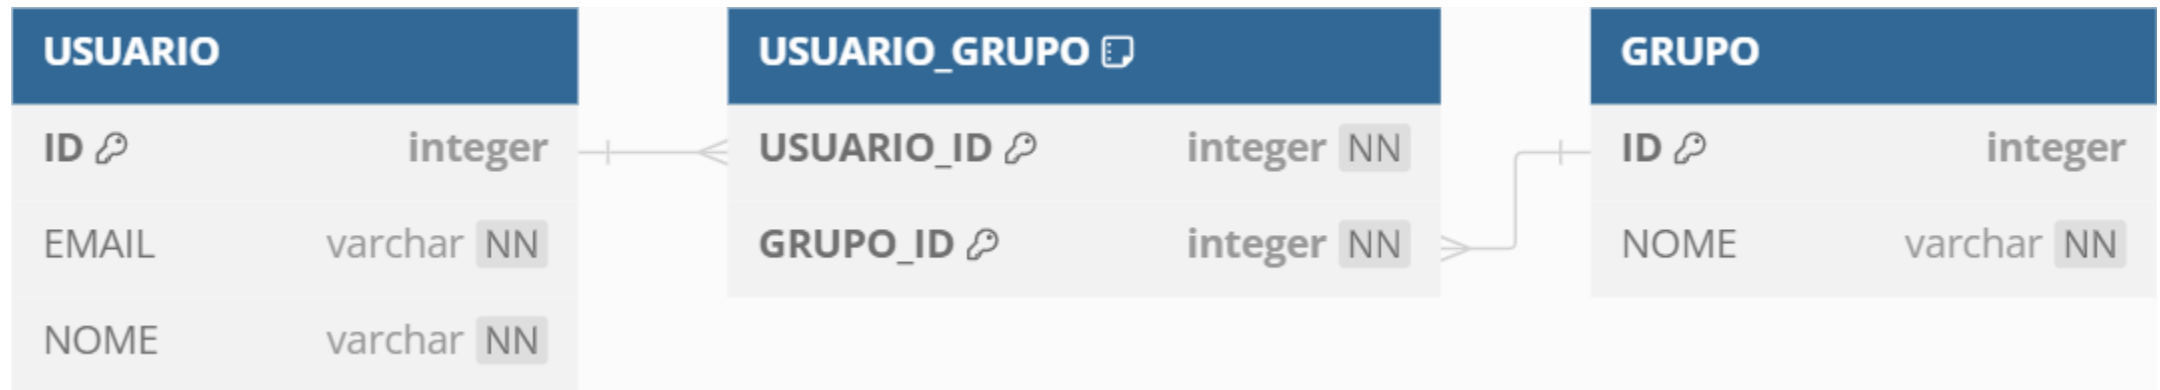 USUARIO
ID integer
EMAIL varchar NN
NOME varchar NN
USUARIO_GRUPO
USUARIO_ID integer NN
GRUPO_ID integer NN
GRUPO
ID integer
NOME varchar NN